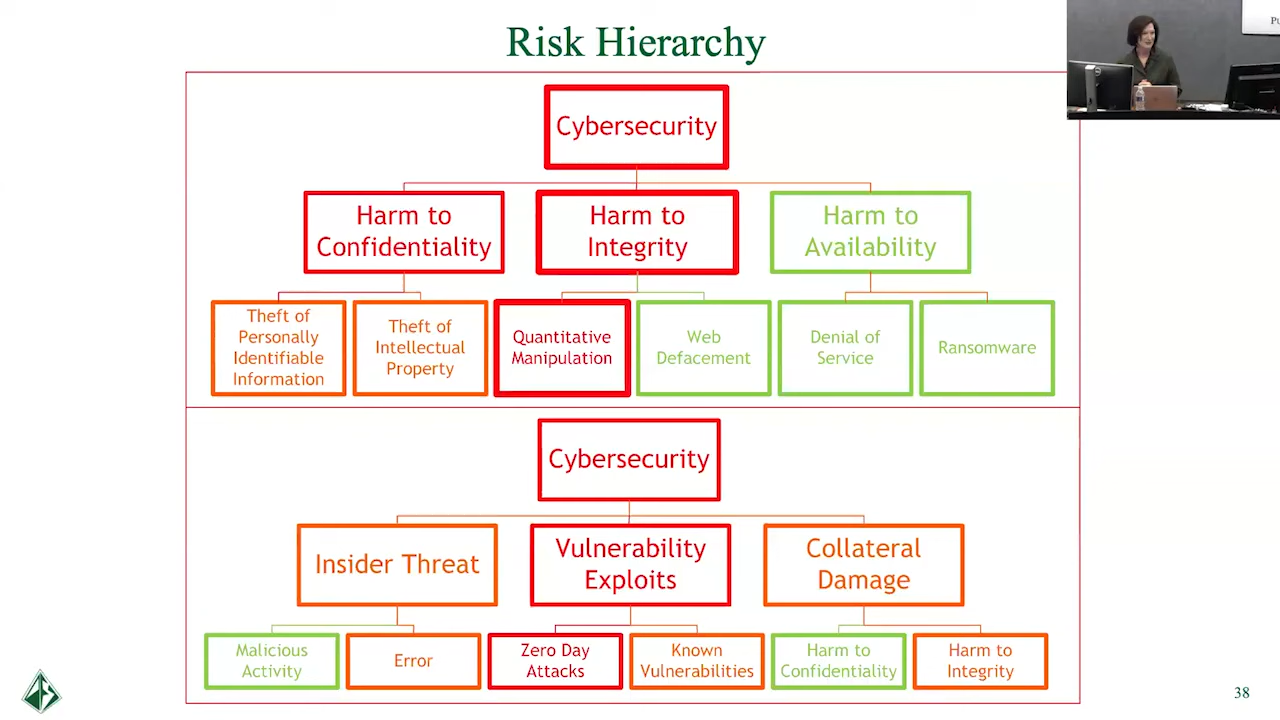 Risk Hierarchy
Cybersecurity
Harm to
Confidentiality
Harm to
Integrity
Harm to
Availability
Theft of
Personally
Identifiable
Information
Theft of
Intellectual
Property
Quantitative
Manipulation
Web
Defacement
Denial of
Service
Ransomware
Cybersecurity
Insider Threat
Vulnerability
Exploits
Collateral
Damage
Malicious
Activity
Error
Zero Day
Attacks
Known
Vulnerabilities
Harm to
Confidentiality
Harm to
Integrity
38